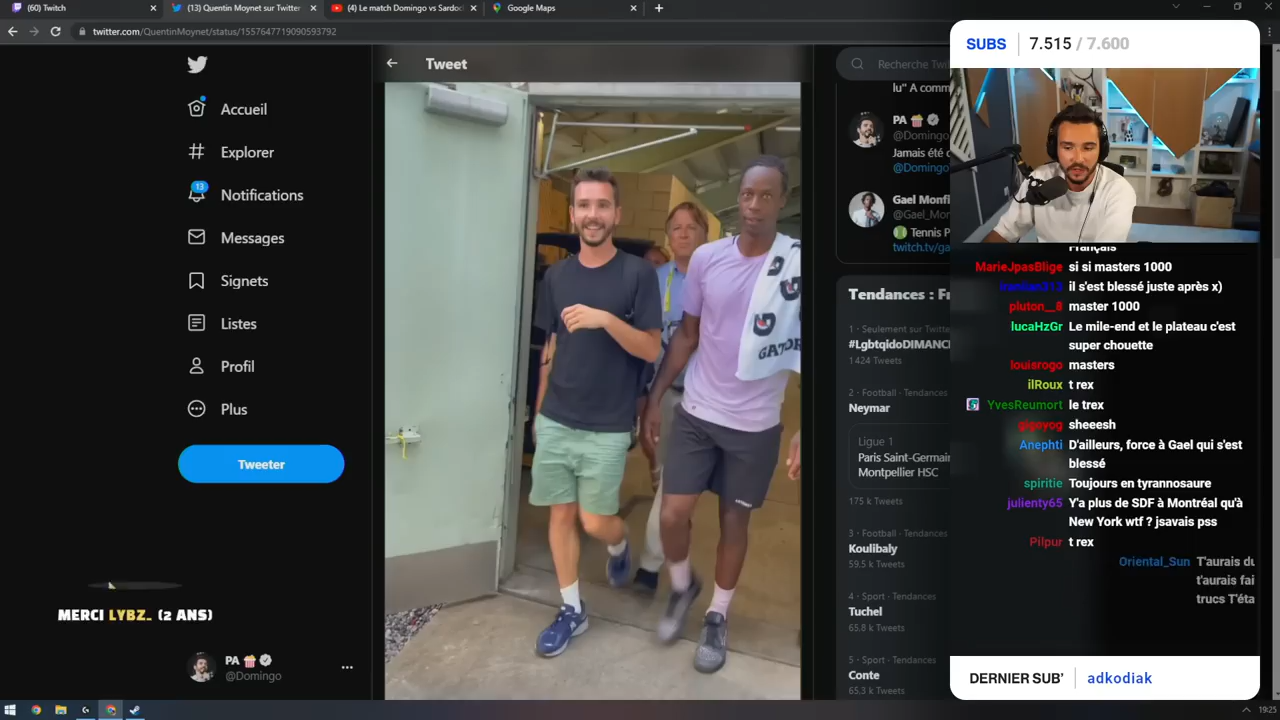 (60) Twitch
(13) Quentin Moynet sur Twitter
(4) Le match Domingo vs Sardoc
Google Maps
twitter.com/QuentinMoynet/status/1557647719090593792
Tweet
Accueil
Explorer
13
Notifications
Messages
Signets
Listes
Profil
Plus
Tweeter
MERCI LYBZ_ (2 ANS)
PA
@Domingo
GATOR
Recherche Twi
lu" A comm
PA
@Domingo
Jamais été c
@Domingo
Gael Monfi
@Gael_Mor
Tennis P
twitch.tv/ga
Tendances : Fr
1 · Seulement sur Twitte
#LgbtqidoDIMANC
1 424 Tweets
2 · Football · Tendances
Neymar
Ligue 1
Paris Saint-Germain
Montpellier HSC
175 k Tweets
3 · Football · Tendances
Koulibaly
59.5 k Tweets
4 · Sport · Tendances
Tuchel
65.8 k Tweets
5 · Sport · Tendances
Conte
65.3 k Tweets
SUBS 7.515 / 7.600
Français
MarieJpasBlige si si masters 1000
il s'est blessé juste après x)
pluton__8 master 1000
lucaHzGr Le mile-end et le plateau c'est
super chouette
louisrogo masters
ilRoux t rex
YvesReumort le trex
gigoyog sheeesh
Anephti D'ailleurs, force à Gael qui s'est
blessé
spiritie Toujours en tyrannosaure
julienty65 Y'a plus de SDF à Montréal qu'à
New York wtf ? jsavais pss
Pilpur t rex
Oriental_Sun T'aurais du
t'aurais fai
trucs T'éta
DERNIER SUB' adkodiak
19:25